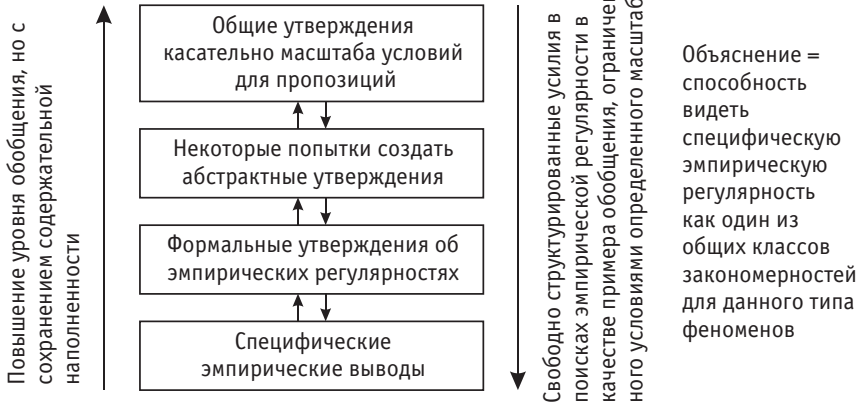 Повышение уровня обобщения, но с
сохранением содержательной
наполненности
Общие утверждения
касательно масштаба условий
для пропозиций
Некоторые попытки создать
абстрактные утверждения
Формальные утверждения об
эмпирических регулярностях
Специфические
эмпирические выводы
Свободно структурированные усилия в
поисках эмпирической регулярности в
качестве примера обобщения,
ного условиями определенного
Объяснение =
способность
видеть
специфическую
эмпирическую
регулярность
как один из
общих классов
закономерностей
для данного типа
феноменов